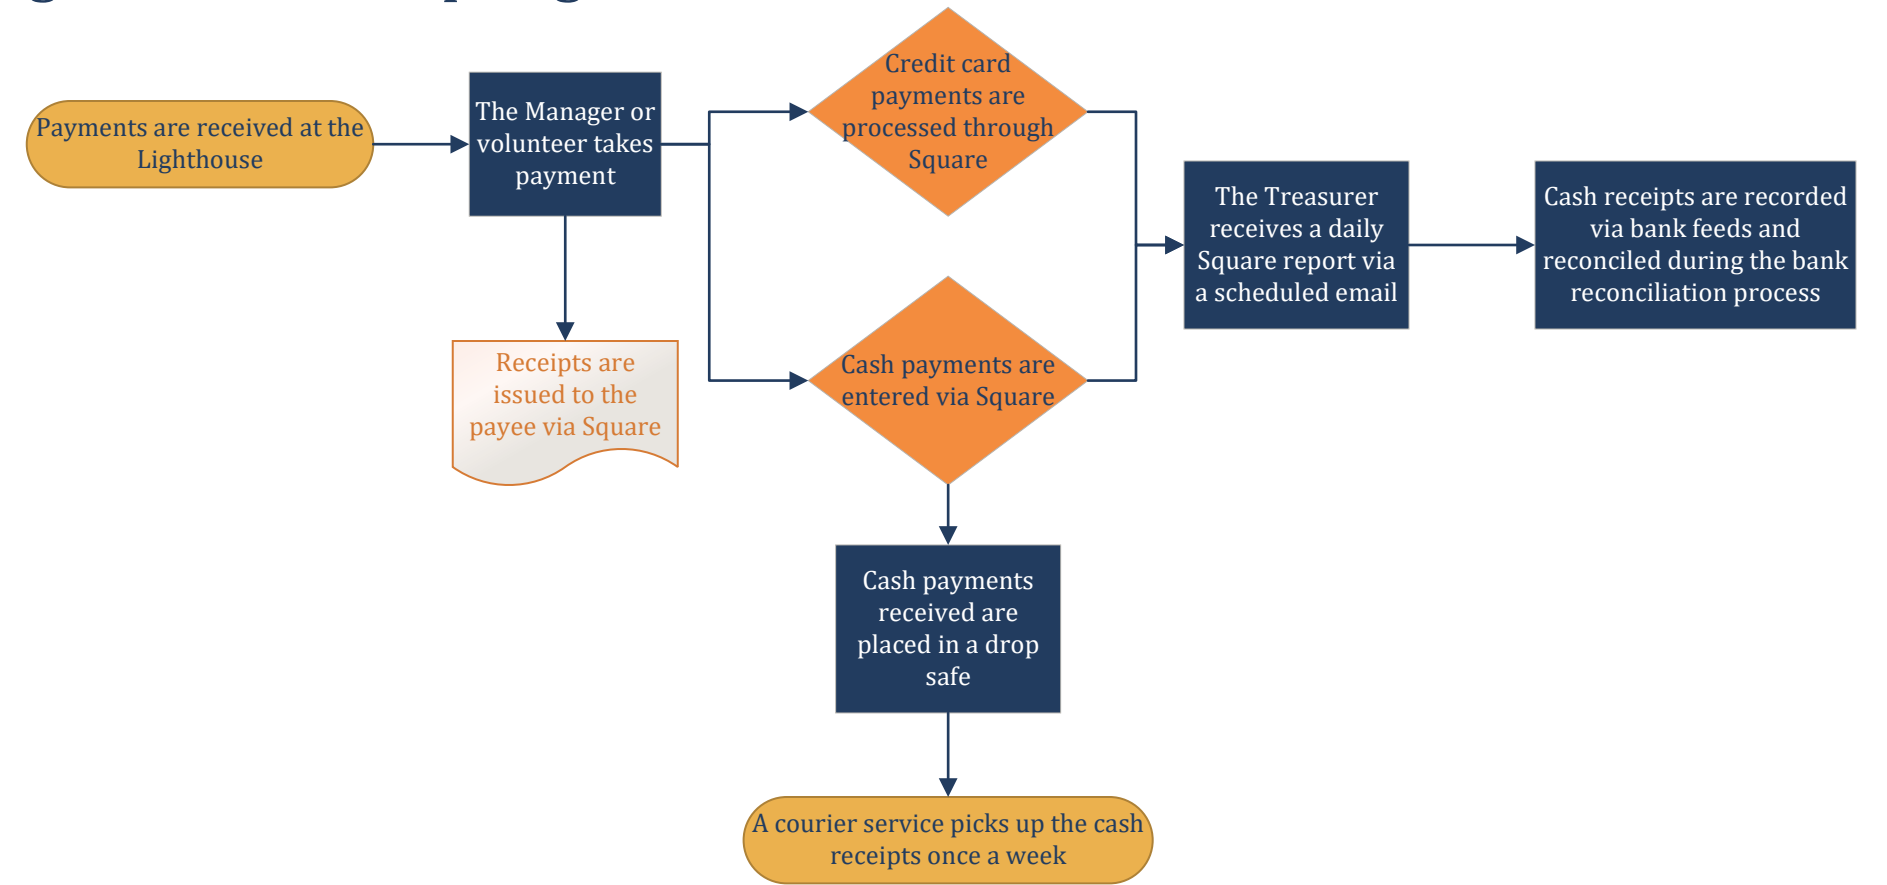 Payments are received at the
Lighthouse
The Manager or
volunteer takes
payment
Receipts are
issued to the
payee via Square
Credit card
payments are
processed through
Square
Cash payments are
entered via Square
Cash payments
received are
placed in a drop
safe
A courier service picks up the cash
receipts once a week
The Treasurer
receives a daily
Square report via
a scheduled email
Cash receipts are recorded
via bank feeds and
reconciled during the bank
reconciliation process